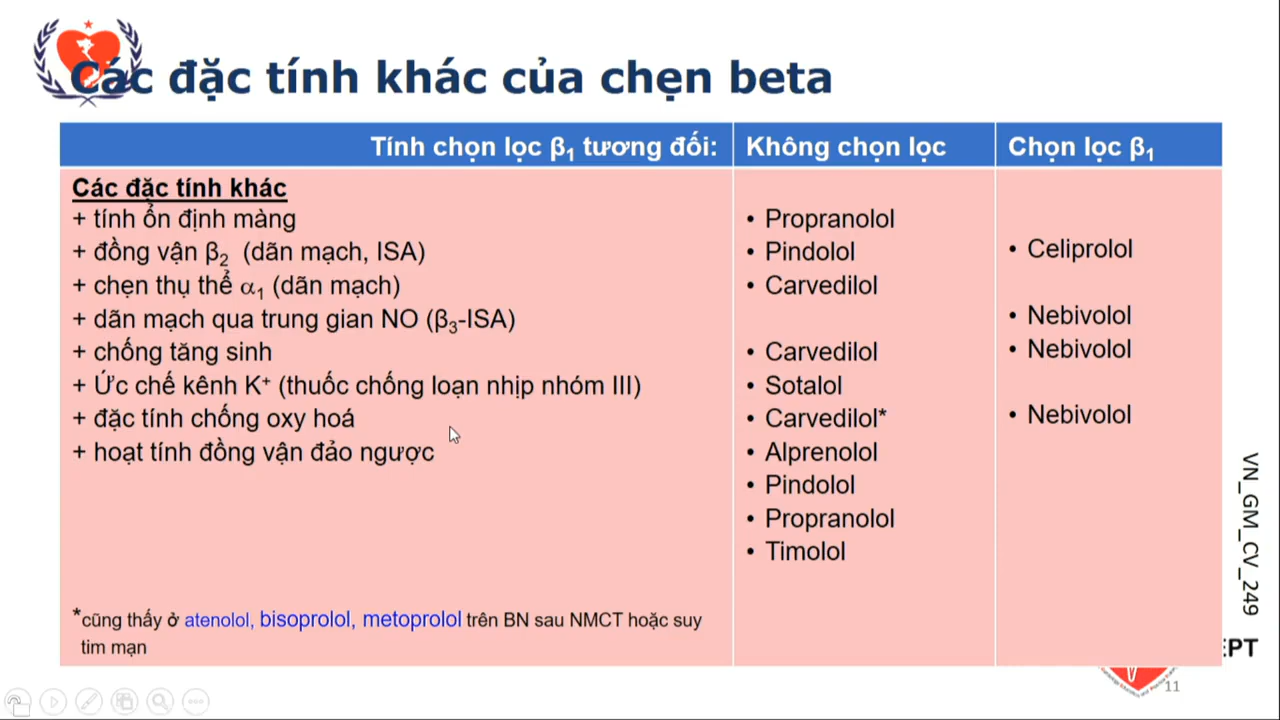 Các đặc tính khác của chẹn beta
Tính chọn lọc β₁ tương đối:
Không chọn lọc
Chọn lọc β₁
Các đặc tính khác
+ tính ổn định màng
+ đồng vận β₂ (dãn mạch, ISA)
+ chẹn thụ thể α₁ (dãn mạch)
+ dãn mạch qua trung gian NO (β₃-ISA)
+ chống tăng sinh
+ Ức chế kênh K⁺ (thuốc chống loạn nhịp nhóm III)
+ đặc tính chống oxy hoá
+ hoạt tính đồng vận đảo ngược
*cũng thấy ở atenolol, bisoprolol, metoprolol trên BN sau NMCT hoặc suy
tim mạn
• Propranolol
• Pindolol
• Carvedilol
• Carvedilol
• Sotalol
• Carvedilol*
• Alprenolol
• Pindolol
• Propranolol
• Timolol
• Celiprolol
• Nebivolol
• Nebivolol
• Nebivolol
VN_GM_CV_249
EPT
11